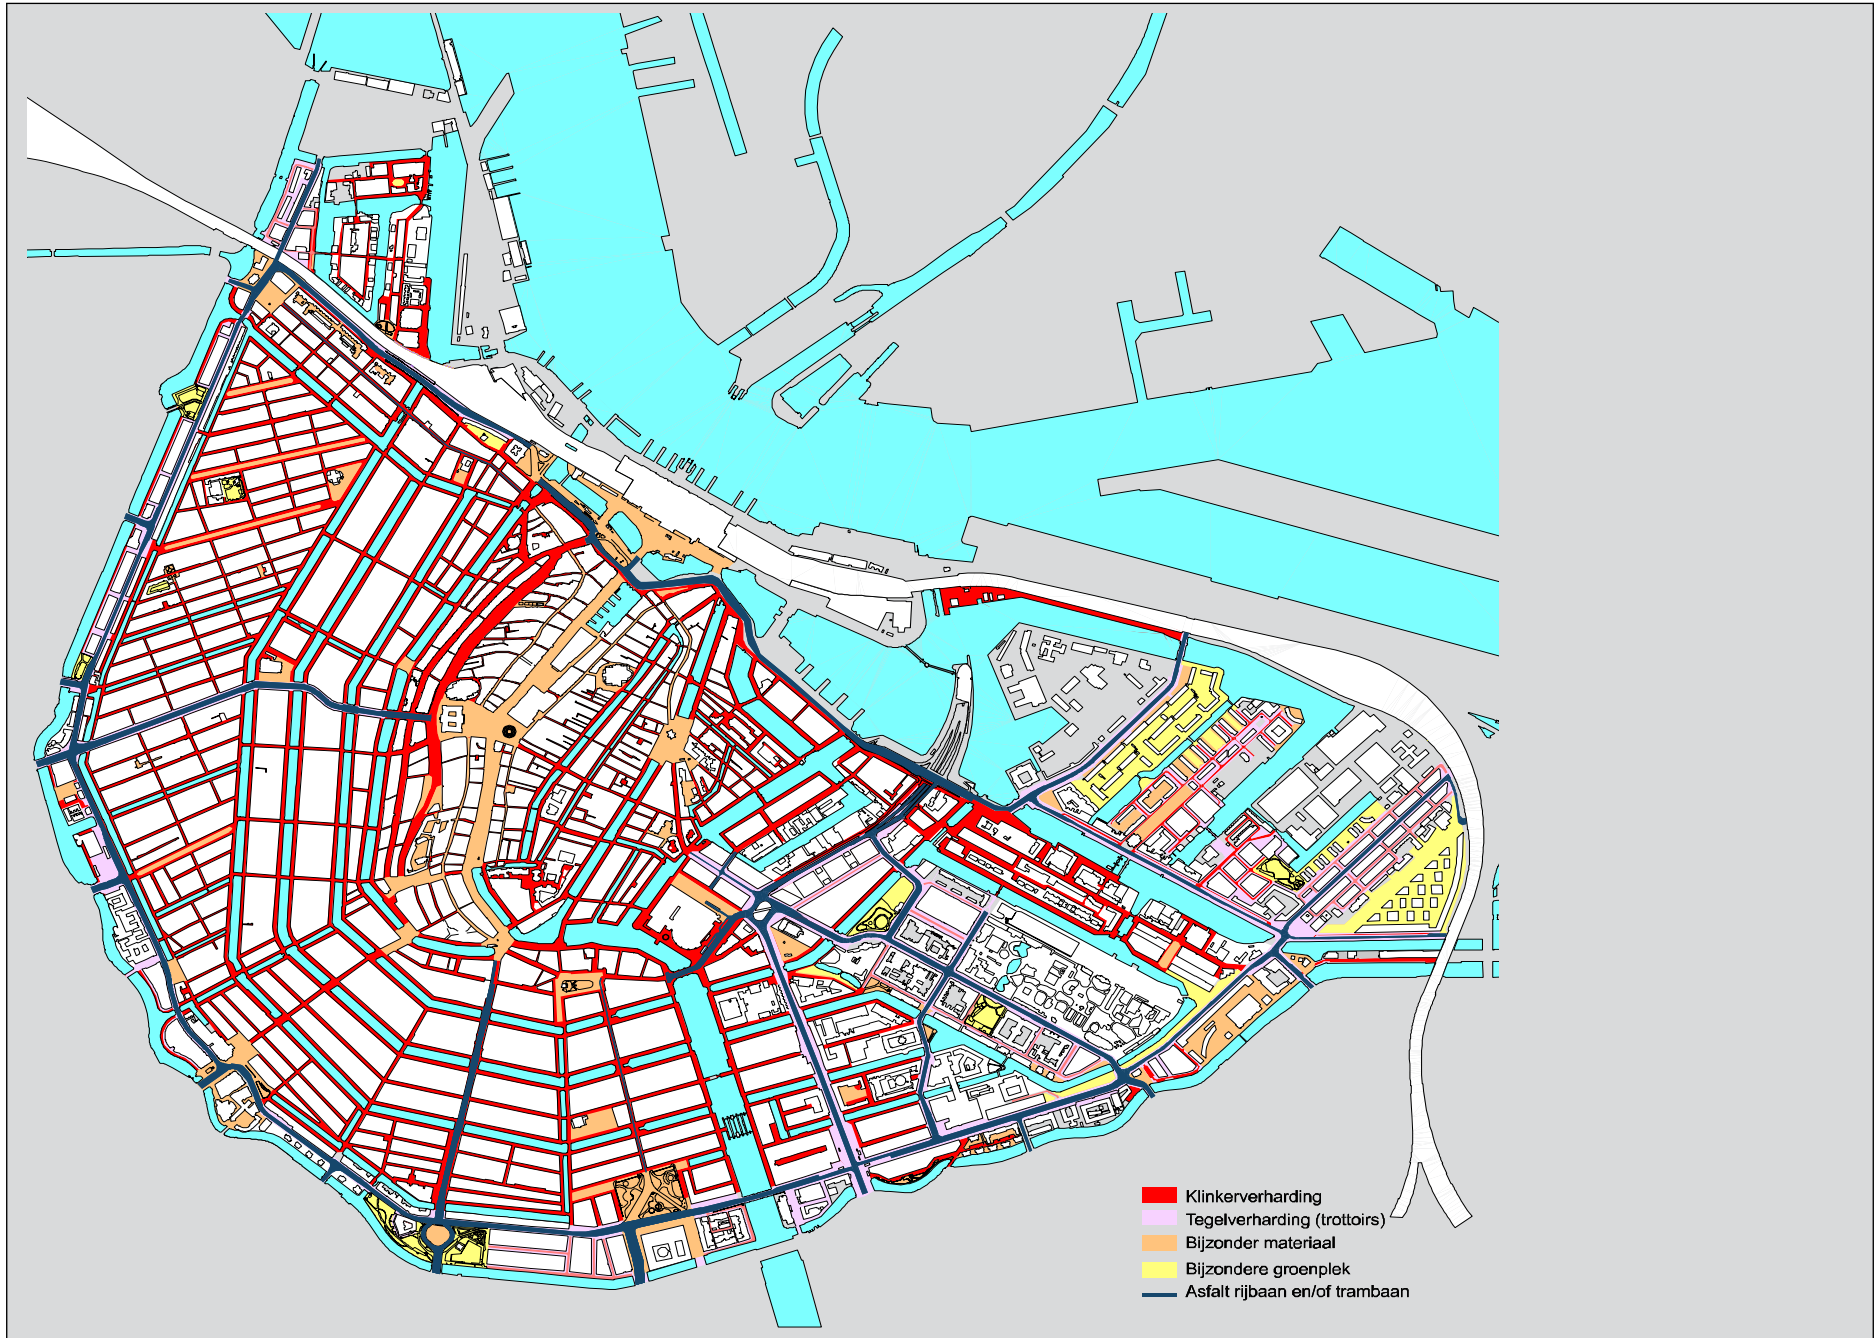 Klinkerverharding
Tegelverharding (trottoirs)
Bijzonder materiaal
Bijzondere groenplek
Asfalt rijbaan en/of trambaan